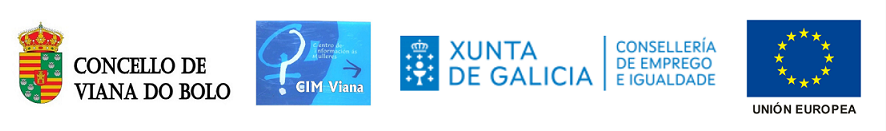 CONCELLO DE
VIANA DO BOLO
Centro de
Información ás
Mulleres
CIM Viana
XUNTA
DE GALICIA
CONSELLERÍA
DE EMPREGO
E IGUALDADE
UNIÓN EUROPEA